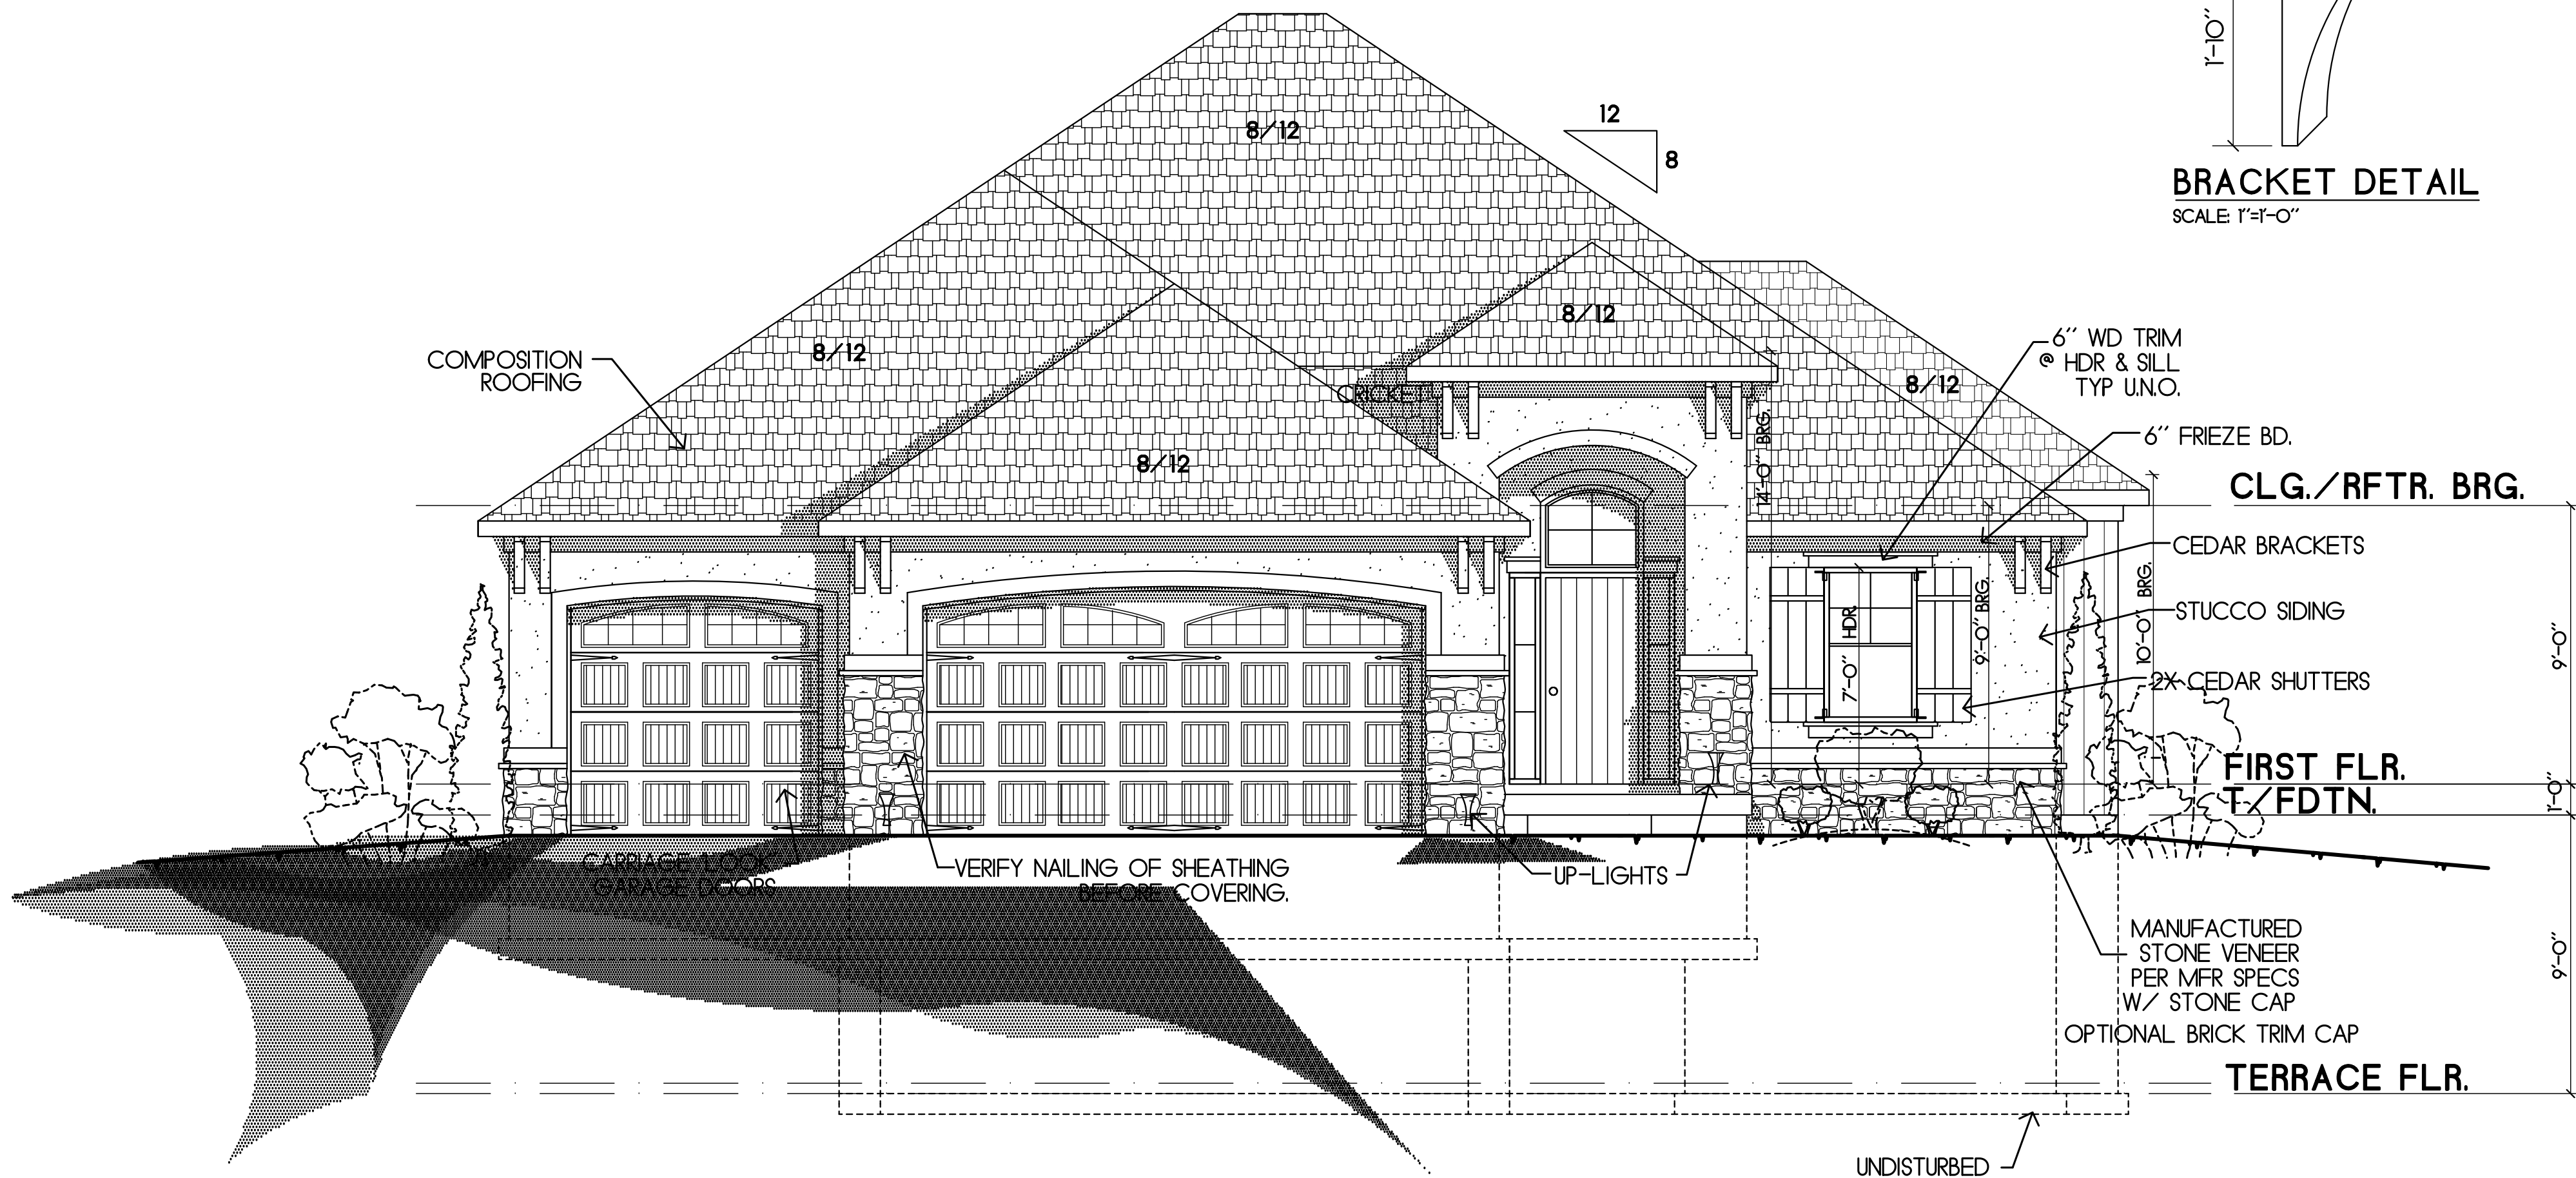 1'-10"
BRACKET DETAIL
SCALE: 1"=1'-0"
12
8
8/12
8/12
8/12
8/12
8/12
COMPOSITION
ROOFING
CRICKET
14'-0" BRG.
6" WD TRIM
@ HDR & SILL
TYP U.N.O.
6" FRIEZE BD.
CLG./RFTR. BRG.
CEDAR BRACKETS
STUCCO SIDING
2X CEDAR SHUTTERS
7'-0" HDR.
9'-0" BRG.
10'-0" BRG.
9'-0"
FIRST FLR.
T/FDTN.
1'-0"
CARRIAGE LOOK
GARAGE DOORS
VERIFY NAILING OF SHEATHING
BEFORE COVERING.
UP-LIGHTS
MANUFACTURED
STONE VENEER
PER MFR SPECS
W/ STONE CAP
OPTIONAL BRICK TRIM CAP
9'-0"
TERRACE FLR.
UNDISTURBED